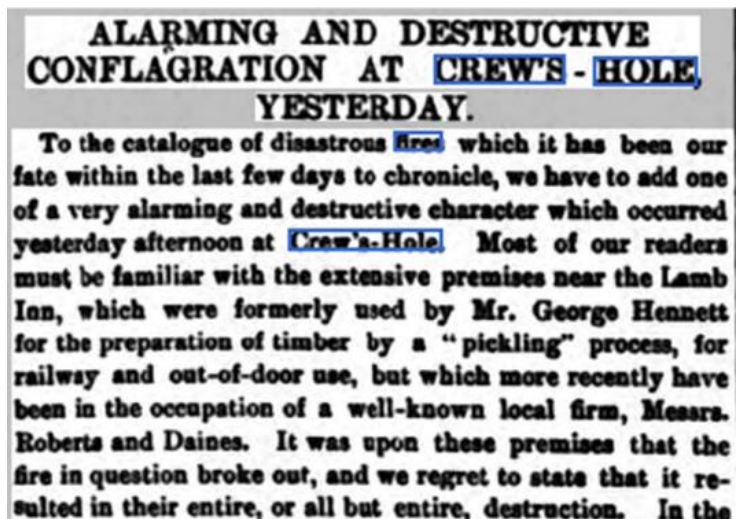 ALARMING AND DESTRUCTIVE
CONFLAGRATION AT CREW'S - HOLE,
YESTERDAY.
To the catalogue of disastrous fires which it has been our
fate within the last few days to chronicle, we have to add one
of a very alarming and destructive character which occurred
yesterday afternoon at Crew's-Hole. Most of our readers
must be familiar with the extensive premises near the Lamb
Inn, which were formerly used by Mr. George Hennett
for the preparation of timber by a "pickling" process, for
railway and out-of-door use, but which more recently have
been in the occupation of a well-known local firm, Messrs.
Roberts and Daines. It was upon these premises that the
fire in question broke out, and we regret to state that it re-
sulted in their entire, or all but entire, destruction. In the